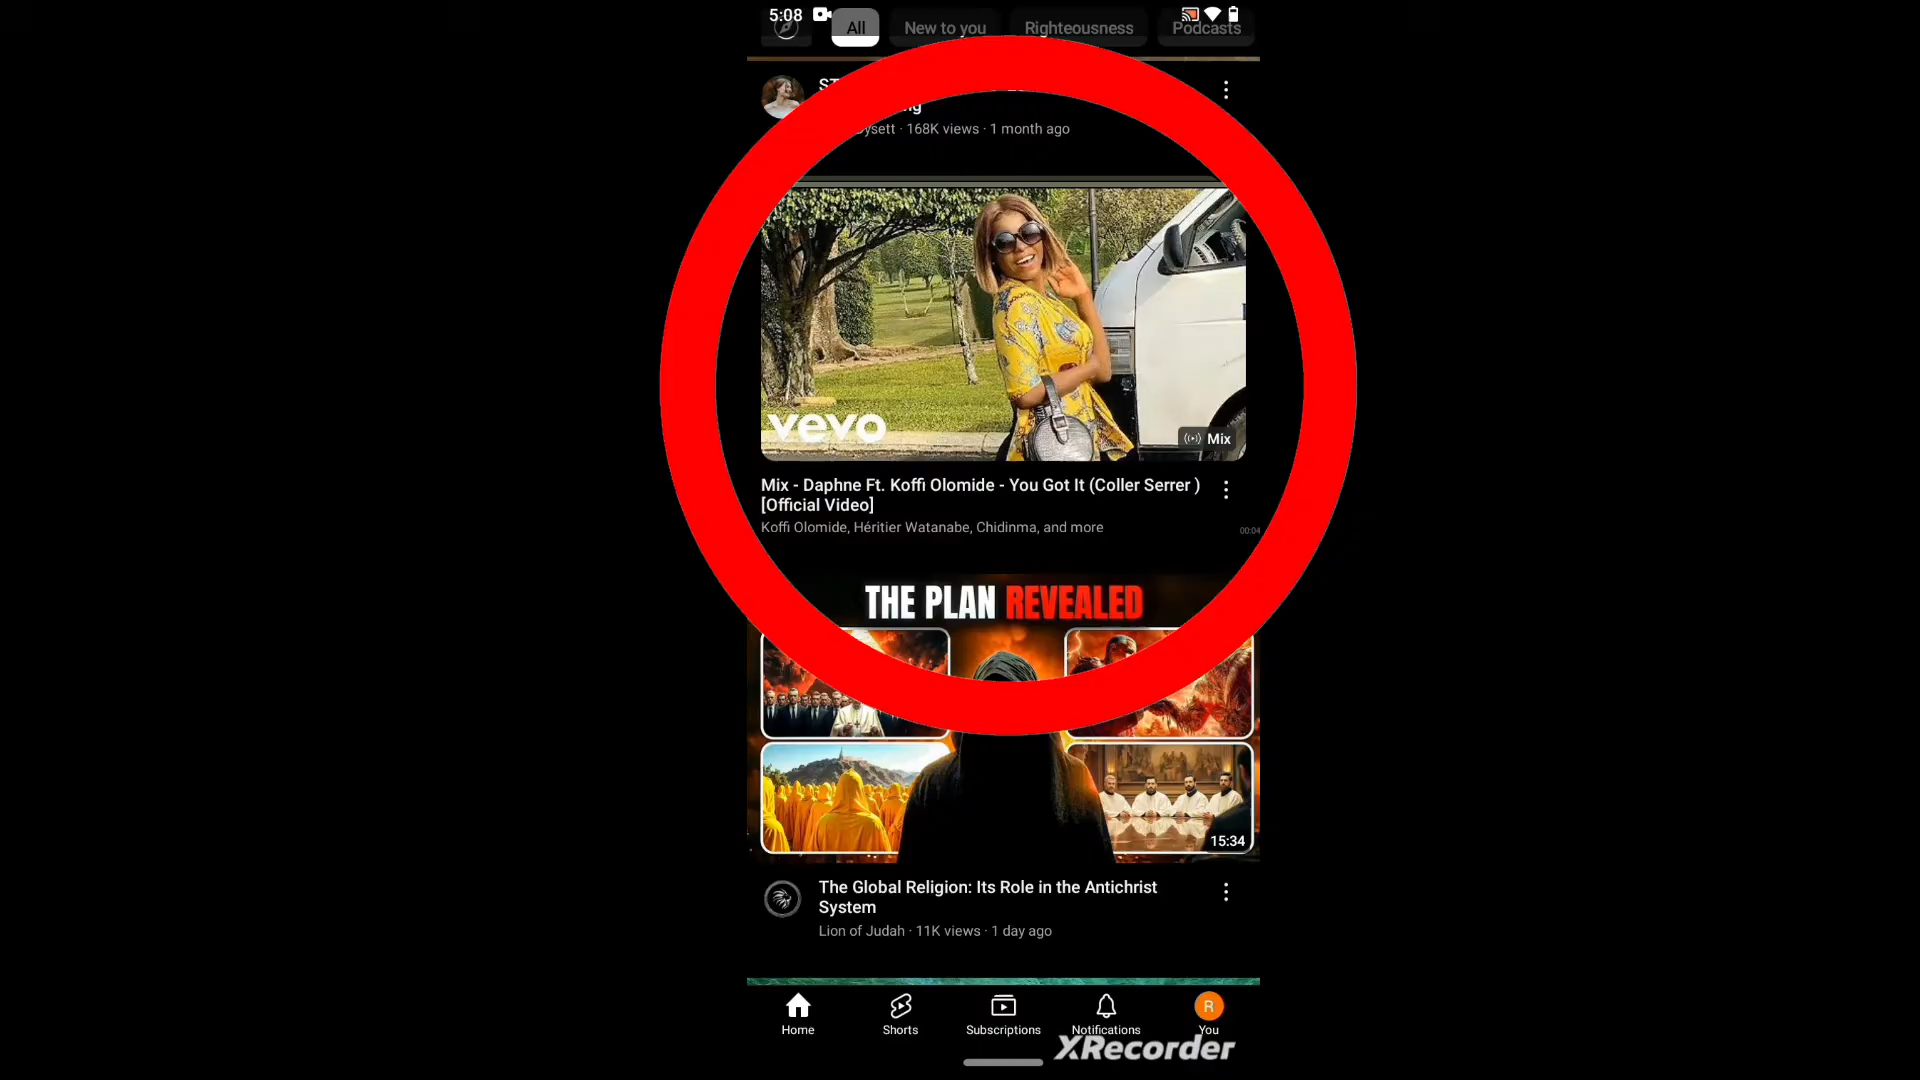 5:08
All
New to you
Righteousness
Podcasts
168K views · 1 month ago
vevo
Mix
Mix - Daphne Ft. Koffi Olomide - You Got It (Coller Serrer )
[Official Video]
Koffi Olomide, Héritier Watanabe, Chidinma, and more
00:04
THE PLAN REVEALED
15:34
The Global Religion: Its Role in the Antichrist
System
Lion of Judah · 11K views · 1 day ago
Home
Shorts
Subscriptions
Notifications
R
You
XRecorder